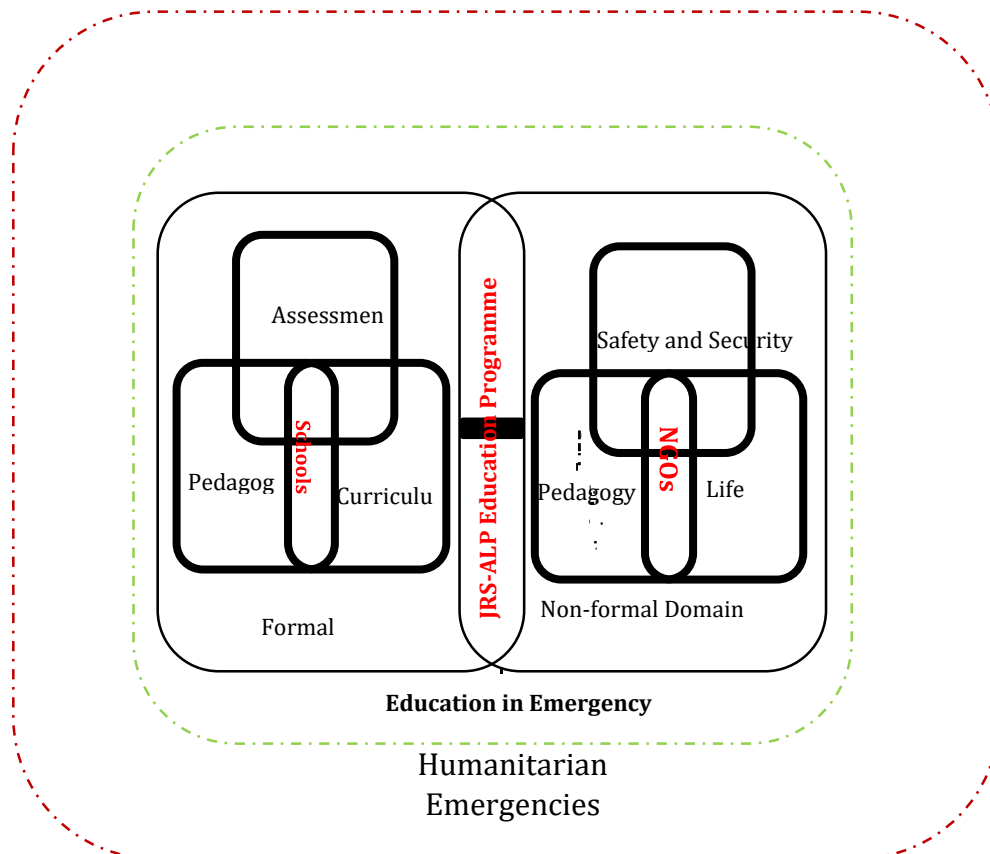 Assessmen
Schools
Pedagog
Curriculu
Formal
JRS-ALP Education Programme
Safety and Security
NGOs
Pedagogy
Life
Non-formal Domain
Education in Emergency
Humanitarian
Emergencies